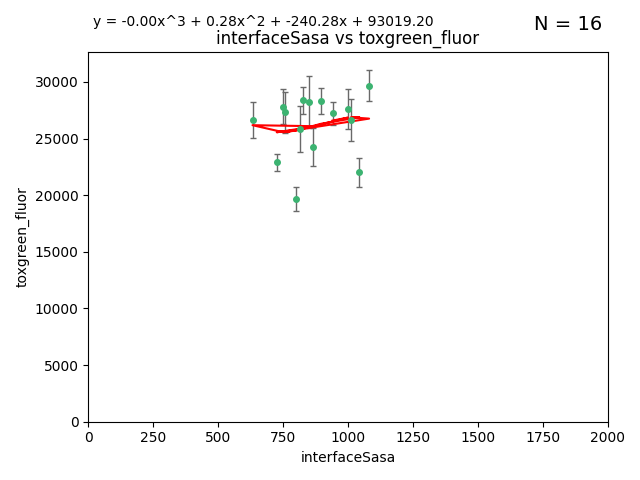 y = -0.00x^3 + 0.28x^2 + -240.28x + 93019.20
N = 16
interfaceSasa vs toxgreen_fluor
30000
25000
20000
15000
10000
5000
0
toxgreen_fluor
0 250 500 750 1000 1250 1500 1750 2000
interfaceSasa